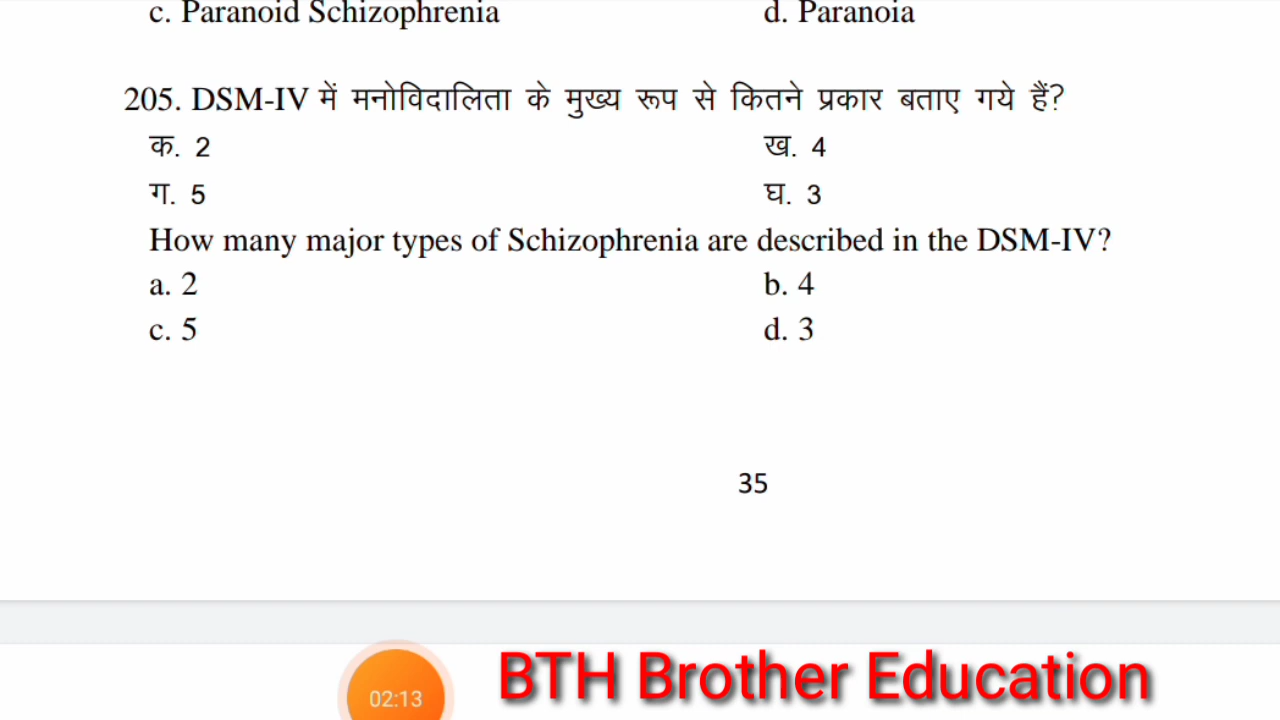 c. Paranoid Schizophrenia d. Paranoia
205. DSM-IV में मनोविदालिता के मुख्य रूप से कितने प्रकार बताए गये हैं?
क. 2 ख. 4
ग. 5 घ. 3
How many major types of Schizophrenia are described in the DSM-IV?
a. 2 b. 4
c. 5 d. 3
35
02:13
BTH Brother Education